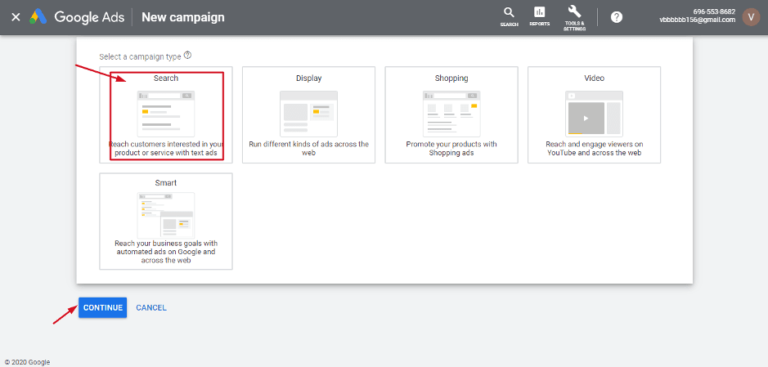 × Google Ads New campaign
SEARCH
REPORTS
TOOLS &
SETTINGS
696-553-8682
vbbbbbb156@gmail.com
V
Select a campaign type
Search
Reach customers interested in your
product or service with text ads
Display
Run different kinds of ads across the
web
Shopping
Promote your products with
Shopping ads
Video
Reach and engage viewers on
YouTube and across the web
Smart
Reach your business goals with
automated ads on Google and
across the web
CONTINUE CANCEL
© 2020 Google